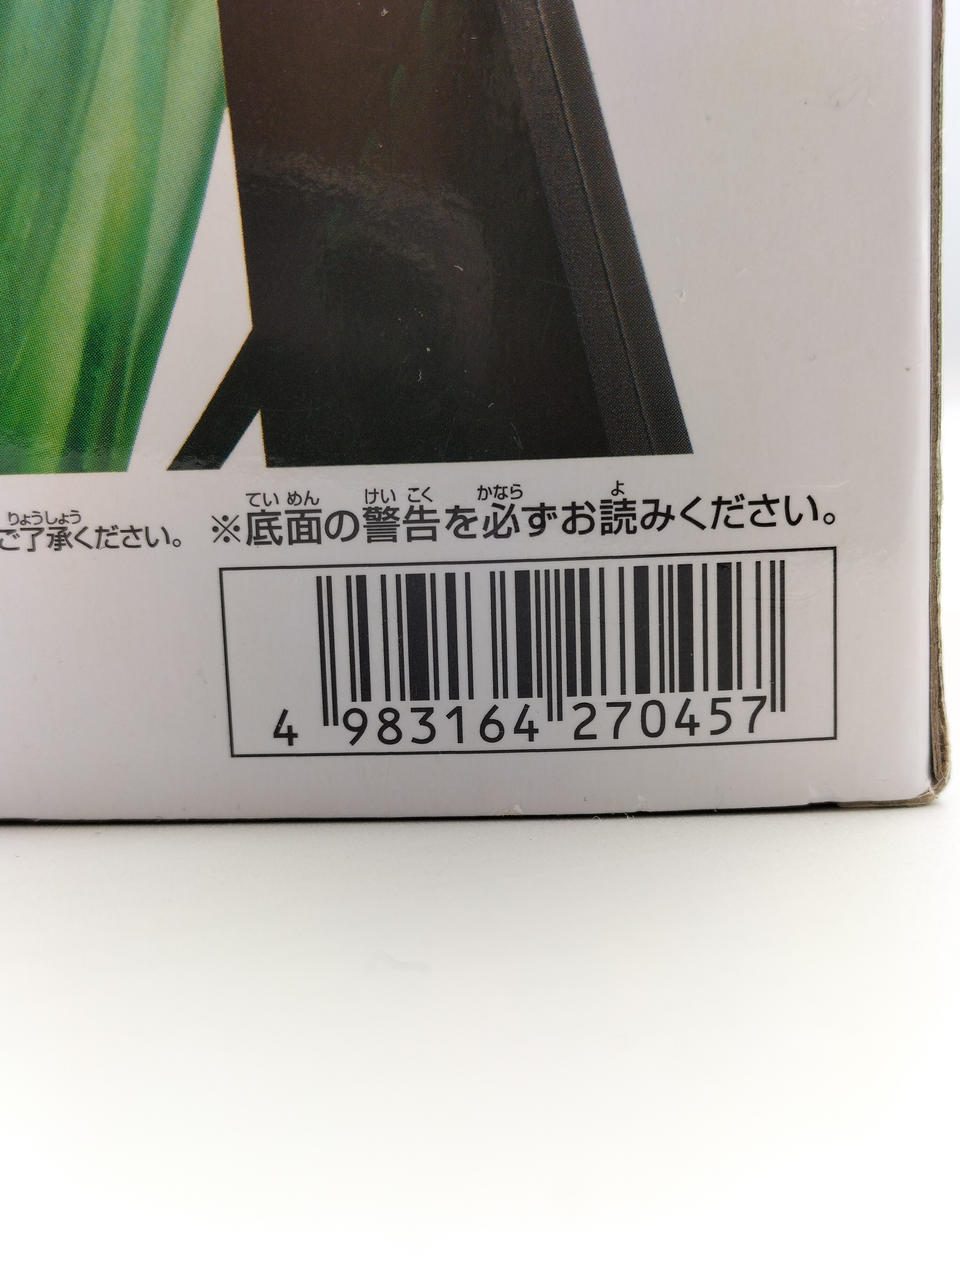 りょうしょう
ご了承ください。
てい めん けい こく かなら よ
※底面の警告を必ずお読みください。
4 983164 270457